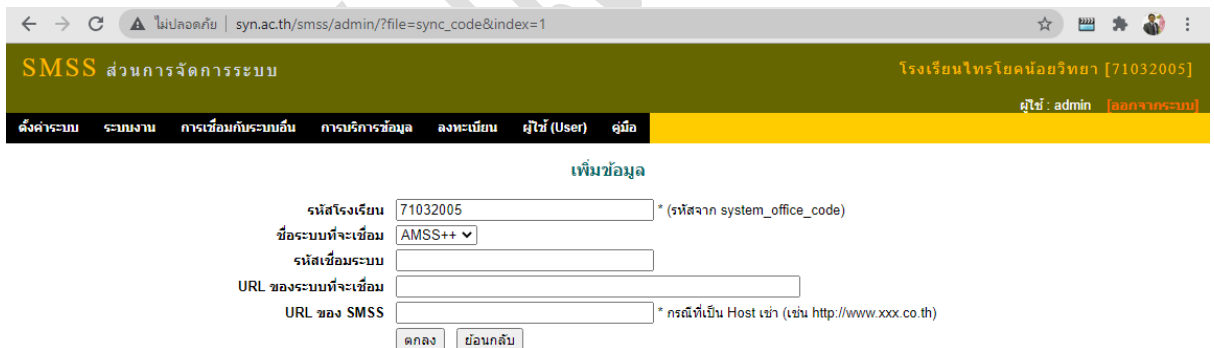 ไม่ปลอดภัย | syn.ac.th/smss/admin/?file=sync_code&index=1
SMSS ส่วนการจัดการระบบ
โรงเรียนไทรโยคน้อยวิทยา [71032005]
ผู้ใช้ : admin [ออกจากระบบ]
ตั้งค่าระบบ ระบบงาน การเชื่อมกับระบบอื่น การบริการข้อมูล ลงทะเบียน ผู้ใช้ (User) คู่มือ
เพิ่มข้อมูล
รหัสโรงเรียน 71032005 * (รหัสจาก system_office_code)
ชื่อระบบที่จะเชื่อม AMSS++
รหัสเชื่อมระบบ
URL ของระบบที่จะเชื่อม
URL ของ SMSS * กรณีที่เป็น Host เช่า (เช่น http://www.xxx.co.th)
ตกลง ย้อนกลับ